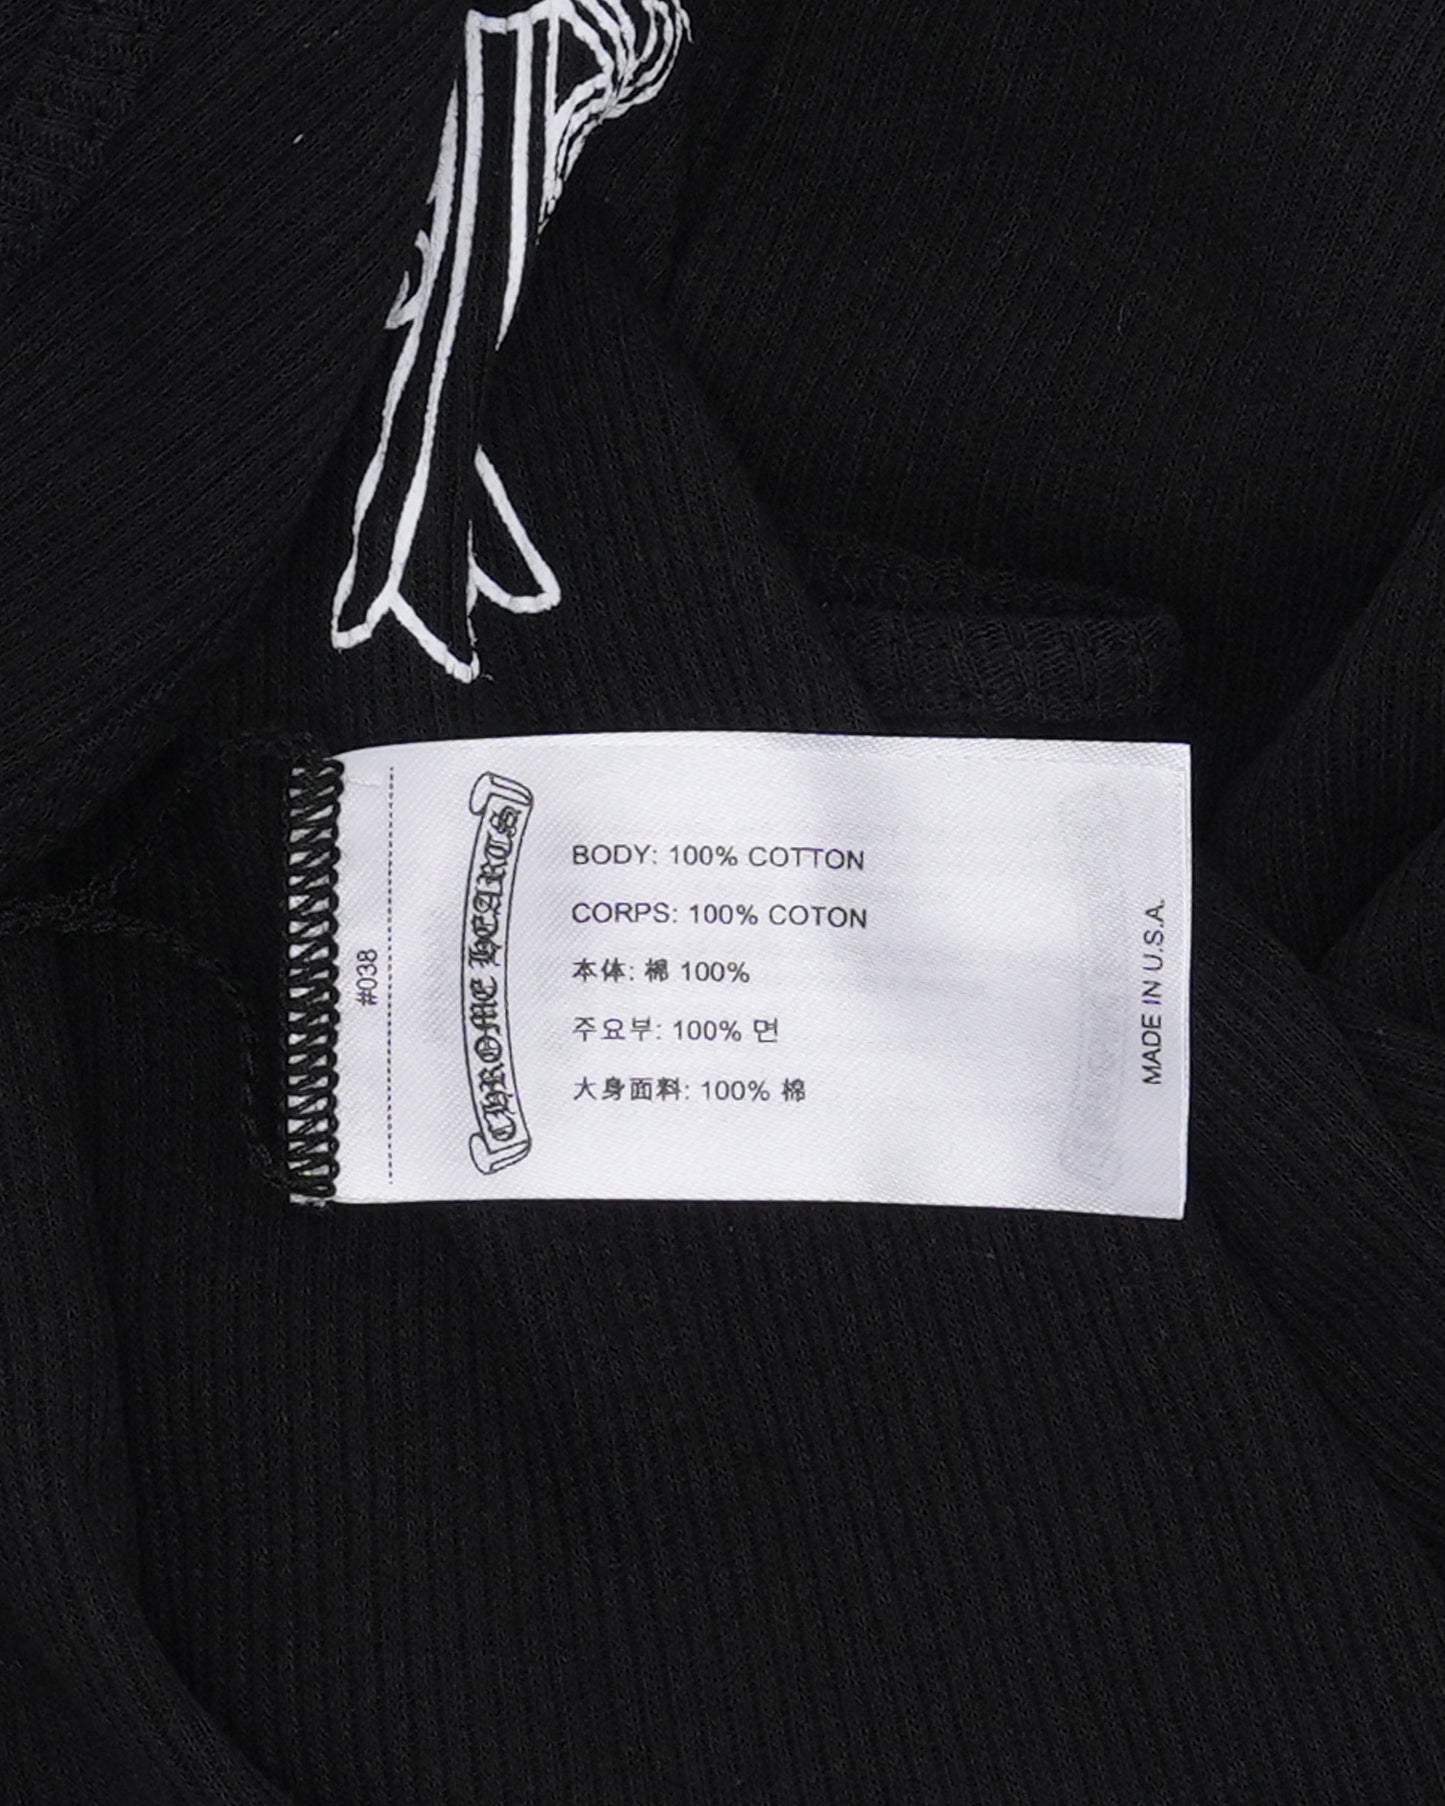 #038
CHROME HEARTS
BODY: 100% COTTON
CORPS: 100% COTON
本体: 棉 100%
주요부: 100% 면
大身面料: 100% 棉
MADE IN U.S.A.